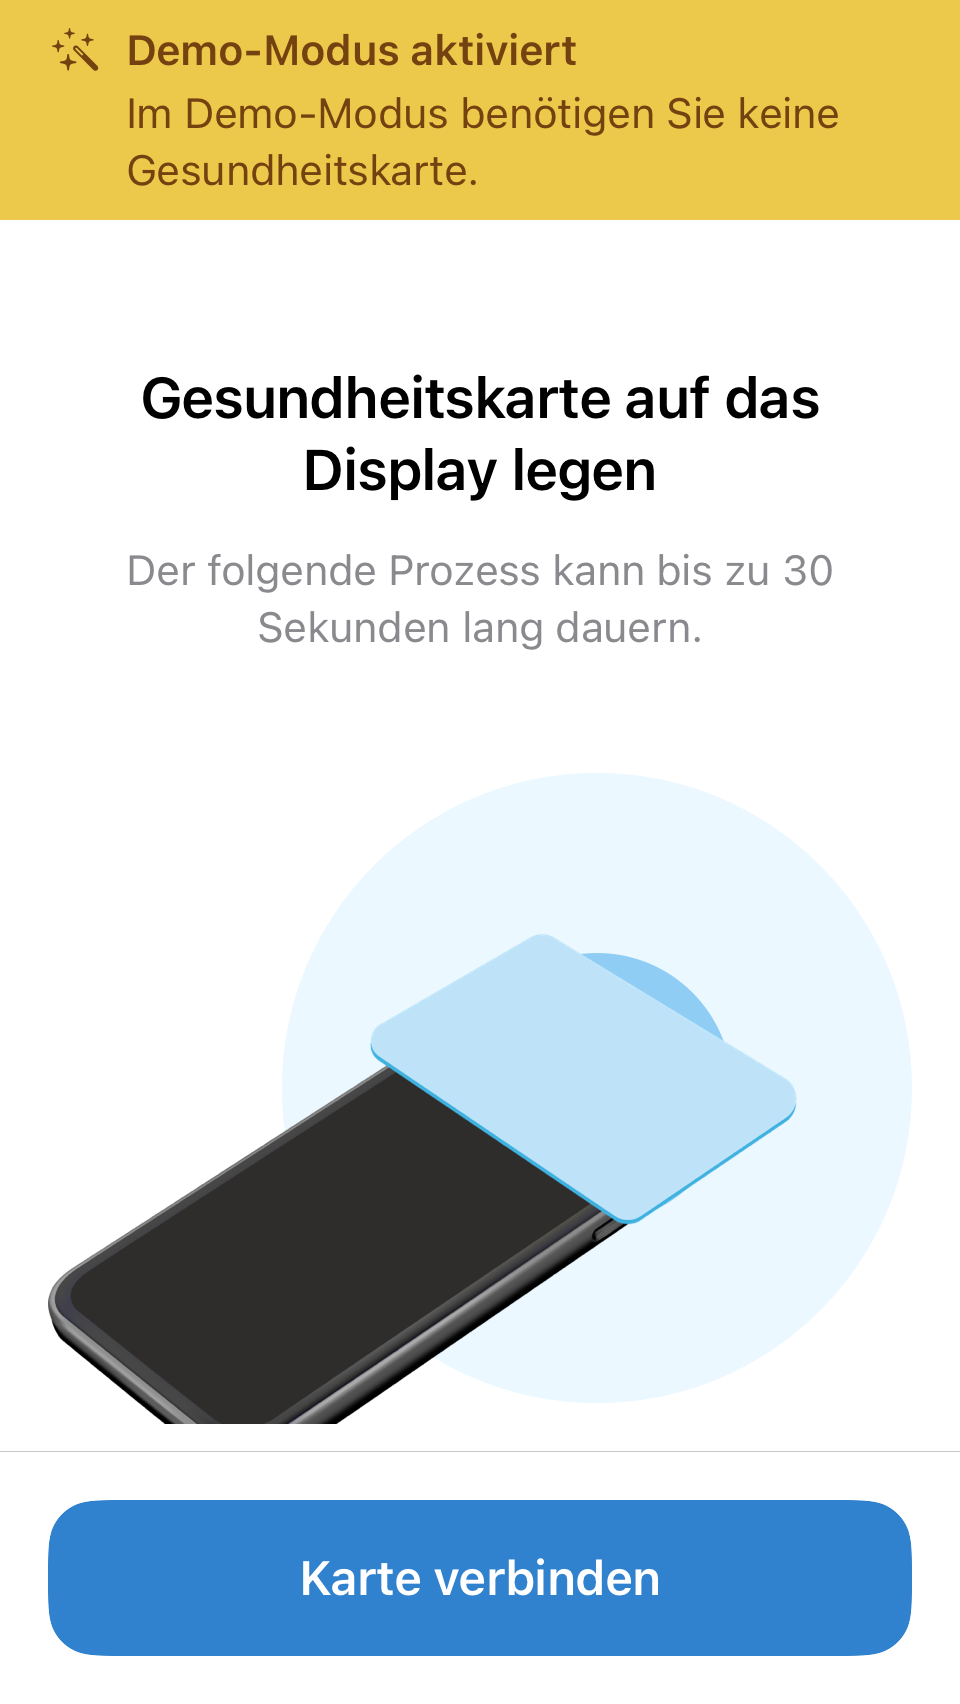 Demo-Modus aktiviert
Im Demo-Modus benötigen Sie keine
Gesundheitskarte.
Gesundheitskarte auf das
Display legen
Der folgende Prozess kann bis zu 30
Sekunden lang dauern.
Karte verbinden